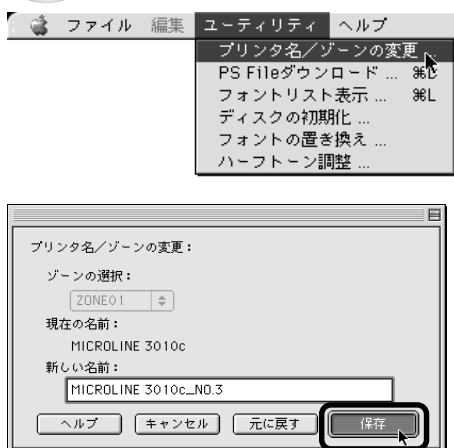 ファイル 編集 ユーティリティ ヘルプ
プリンタ名／ゾーンの変更 ...
PS Fileダウンロード ... ⌘D
フォントリスト表示 ... ⌘L
ディスクの初期化 ...
フォントの置き換え ...
ハーフトーン調整 ...
プリンタ名／ゾーンの変更：
ゾーンの選択：
ZONE01
現在の名前：
MICROLINE 3010c
新しい名前：
MICROLINE 3010c_NO.3
ヘルプ キャンセル 元に戻す 保存